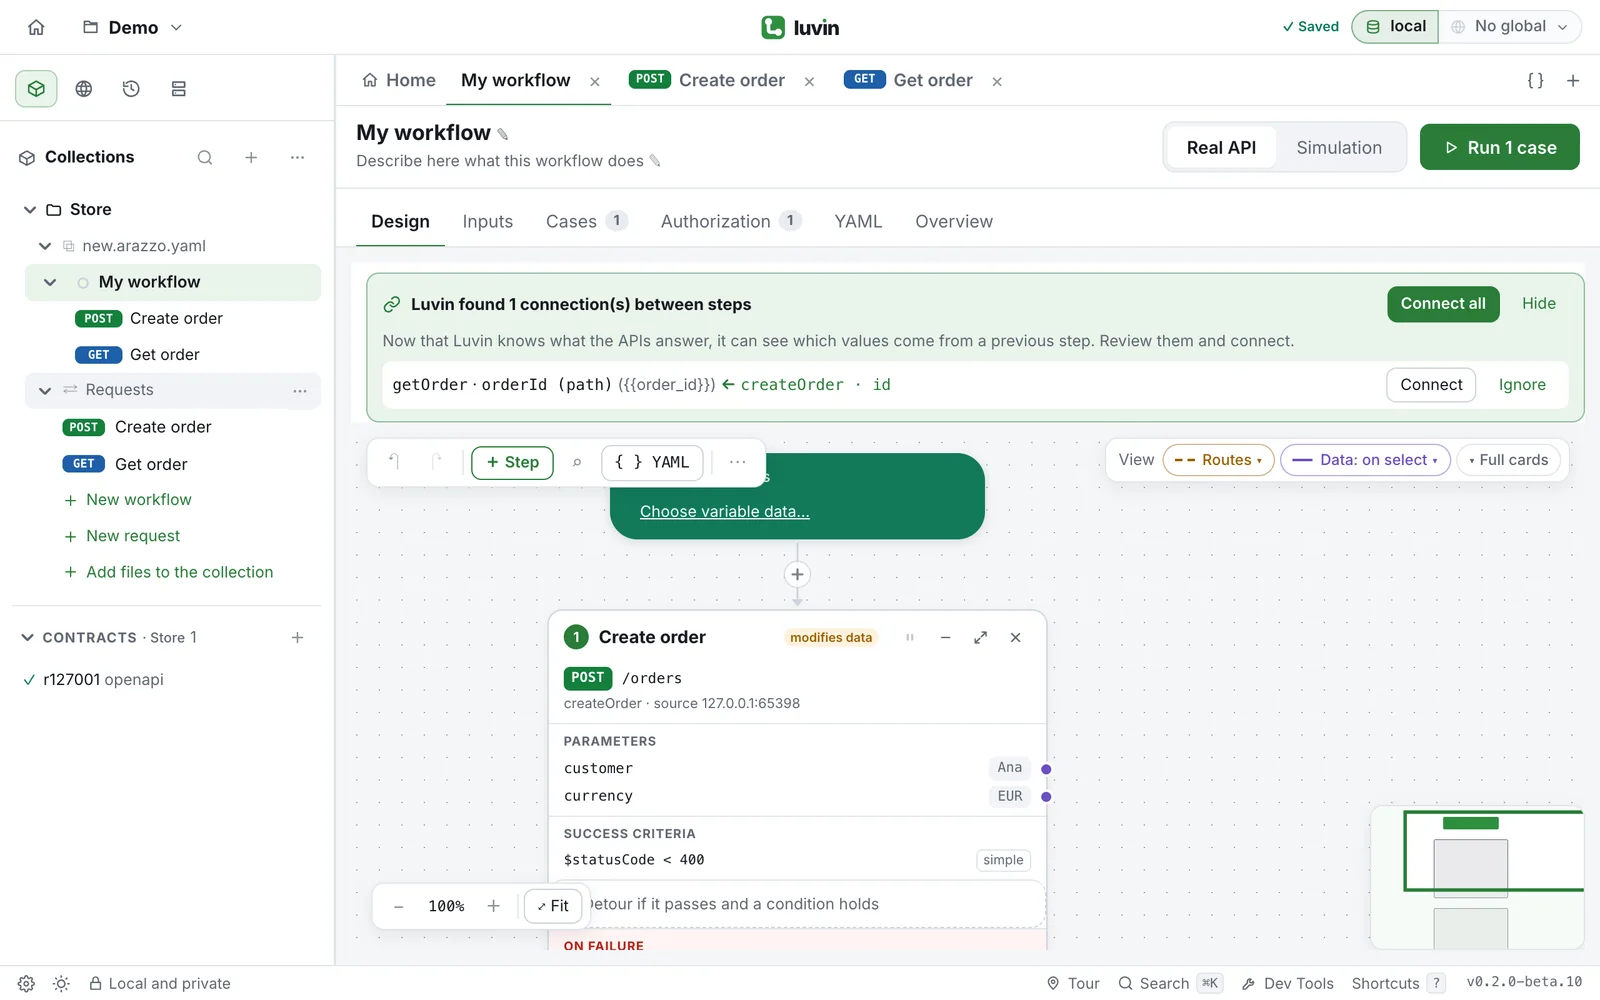 Demo
luvin
Saved
local
No global
Home
My workflow
POST Create order
GET Get order
{ }
Collections
Store
new.arazzo.yaml
My workflow
POST Create order
GET Get order
Requests
POST Create order
GET Get order
+ New workflow
+ New request
+ Add files to the collection
CONTRACTS · Store 1
r127001 openapi
My workflow
Describe here what this workflow does
Real API
Simulation
Run 1 case
Design
Inputs
Cases 1
Authorization 1
YAML
Overview
Luvin found 1 connection(s) between steps
Connect all
Hide
Now that Luvin knows what the APIs answer, it can see which values come from a previous step. Review them and connect.
getOrder · orderId (path) ({{order_id}}) ← createOrder · id
Connect
Ignore
+ Step
{ } YAML
View
Routes
Data: on select
Full cards
s
Choose variable data...
1 Create order
modifies data
POST /orders
createOrder · source 127.0.0.1:65398
PARAMETERS
customer Ana
currency EUR
SUCCESS CRITERIA
$statusCode < 400 simple
Detour if it passes and a condition holds
ON FAILURE
100%
Fit
Local and private
Tour
Search ⌘K
Dev Tools
Shortcuts ?
v0.2.0-beta.10